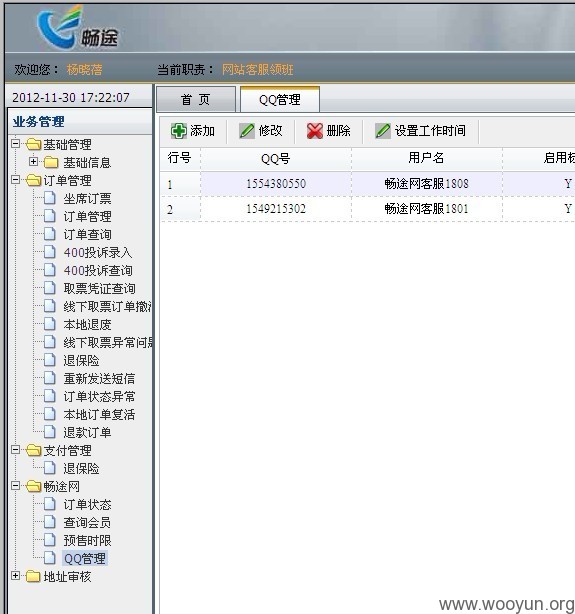 畅途
欢迎您： 杨晓蓓 当前职责： 网站客服领班
2012-11-30 17:22:07 首 页 QQ管理
业务管理
添加 修改 删除 设置工作时间
行号 QQ号 用户名 启用标
1 1554380550 畅途网客服1808 Y
2 1549215302 畅途网客服1801 Y
基础管理
基础信息
订单管理
坐席订票
订单管理
订单查询
400投诉录入
400投诉查询
取票凭证查询
线下取票订单撤消
本地退废
线下取票异常问题
退保险
重新发送短信
订单状态异常
本地订单复活
退款订单
支付管理
退保险
畅途网
订单状态
查询会员
预售时限
QQ管理
地址审核
www.wooyun.org